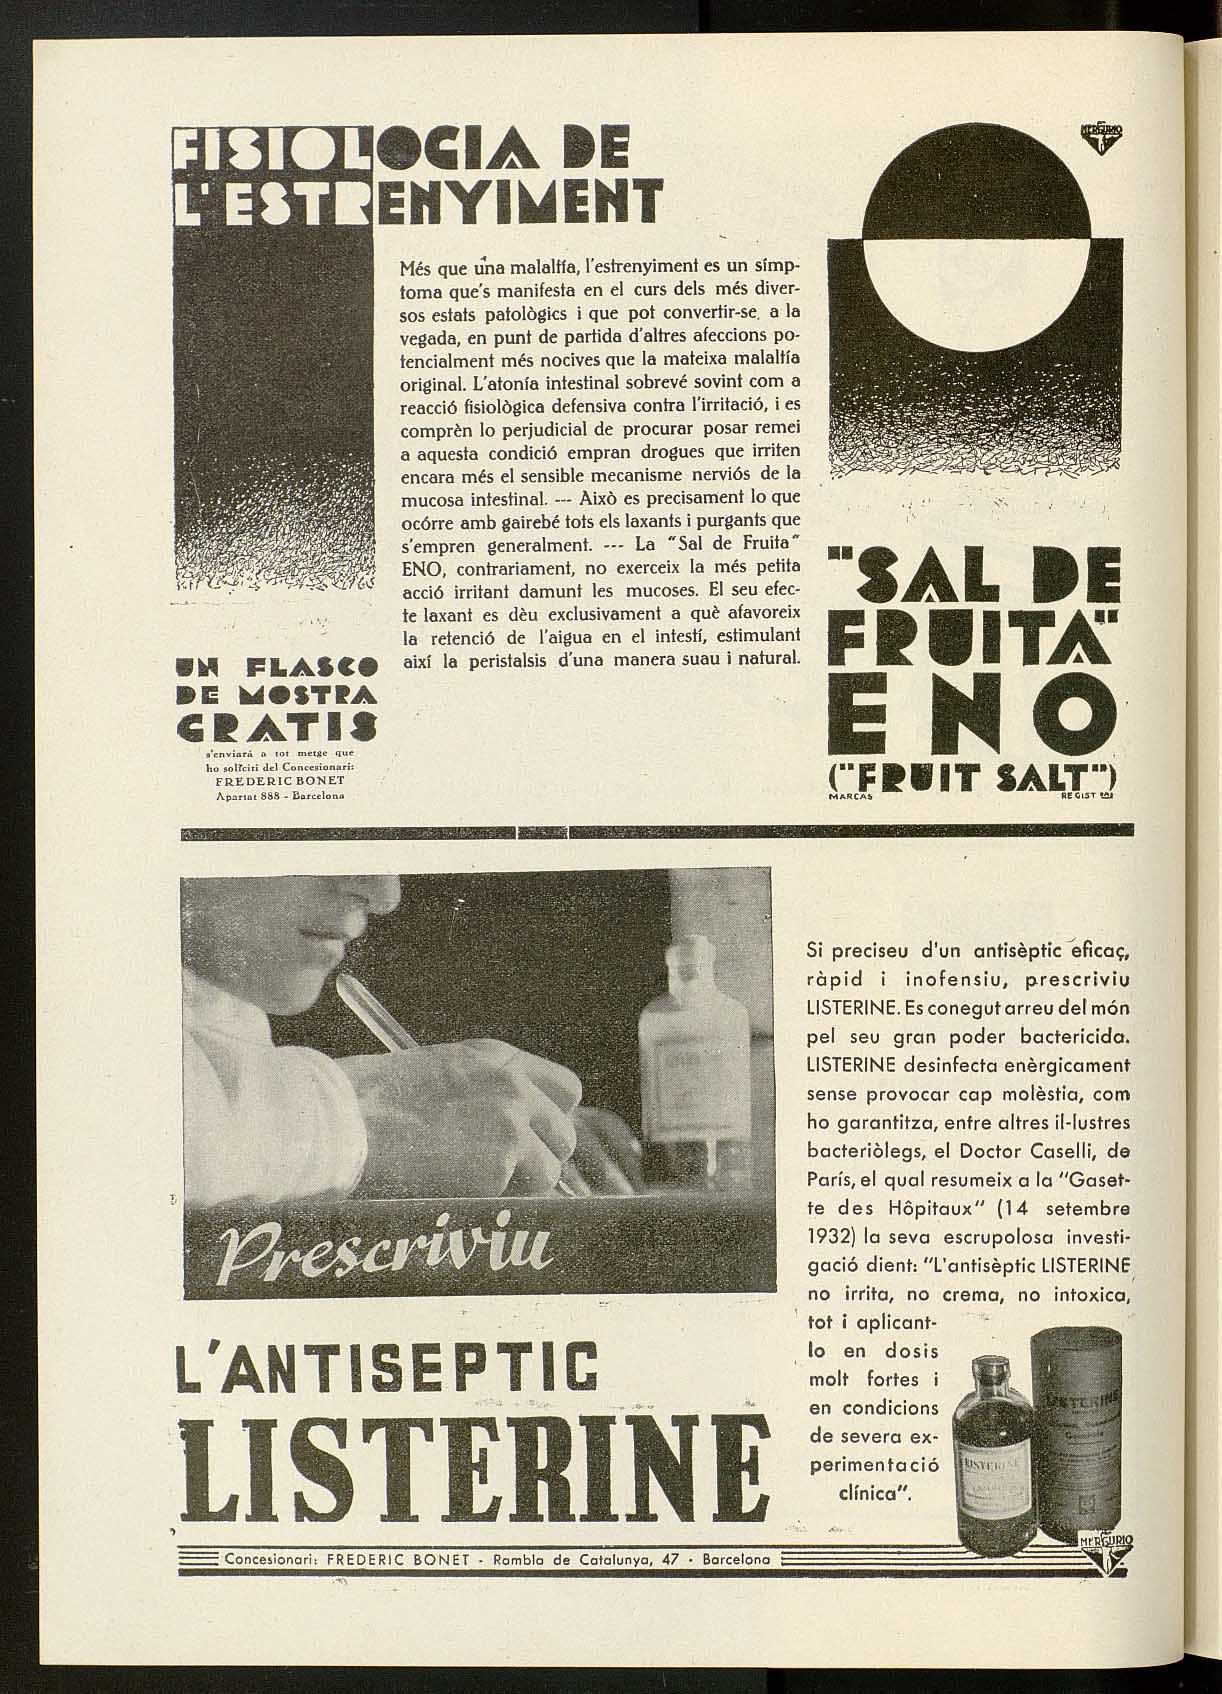 FISIOLOGIA DE
L'ESTRENYIMENT
MERCURIO
Més que una malaltía, l'estrenyiment es un símp-
toma que's manifesta en el curs dels més diver-
sos estats patològics i que pot convertir-se, a la
vegada, en punt de partida d'altres afeccions po-
tencialment més nocives que la mateixa malaltía
original. L'atonía intestinal sobrevé sovint com a
reacció fisiològica defensiva contra l'irritació, i es
comprèn lo perjudicial de procurar posar remei
a aquesta condició empran drogues que irriten
encara més el sensible mecanisme nerviós de la
mucosa intestinal. --- Això es precisament lo que
ocórre amb gairebé tots els laxants i purgants que
s'empren generalment. --- La "Sal de Fruita"
ENO, contrariament, no exerceix la més petita
acció irritant damunt les mucoses. El seu efec-
te laxant es dèu exclusivament a què afavoreix
la retenció de l'aigua en el intestí, estimulant
així la peristalsis d'una manera suau i natural.
UN FLASCO
DE MOSTRA
GRATIS
s'enviará a tot metge que
ho sol·liciti del Concesionari:
FREDERIC BONET
Apartat 888 - Barcelona
"SAL DE
FRUITA"
ENO
("FRUIT SALT")
MARCAS REGIST DAS
Prescriviu
L'ANTISEPTIC
LISTERINE
Si preciseu d'un antisèptic eficaç,
ràpid i inofensiu, prescriviu
LISTERINE. Es conegut arreu del món
pel seu gran poder bactericida.
LISTERINE desinfecta enèrgicament
sense provocar cap molèstia, com
ho garantitza, entre altres il-lustres
bacteriòlegs, el Doctor Caselli, de
París, el qual resumeix a la "Gaset-
te des Hôpitaux" (14 setembre
1932) la seva escrupolosa investi-
gació dient: "L'antisèptic LISTERINE
no irrita, no crema, no intoxica,
tot i aplicant-
lo en dosis
molt fortes i
en condicions
de severa ex-
perimentació
clínica".
LISTERINE
LISTERINE
MERCURIO
Concesionari: FREDERIC BONET - Rambla de Catalunya, 47 - Barcelona